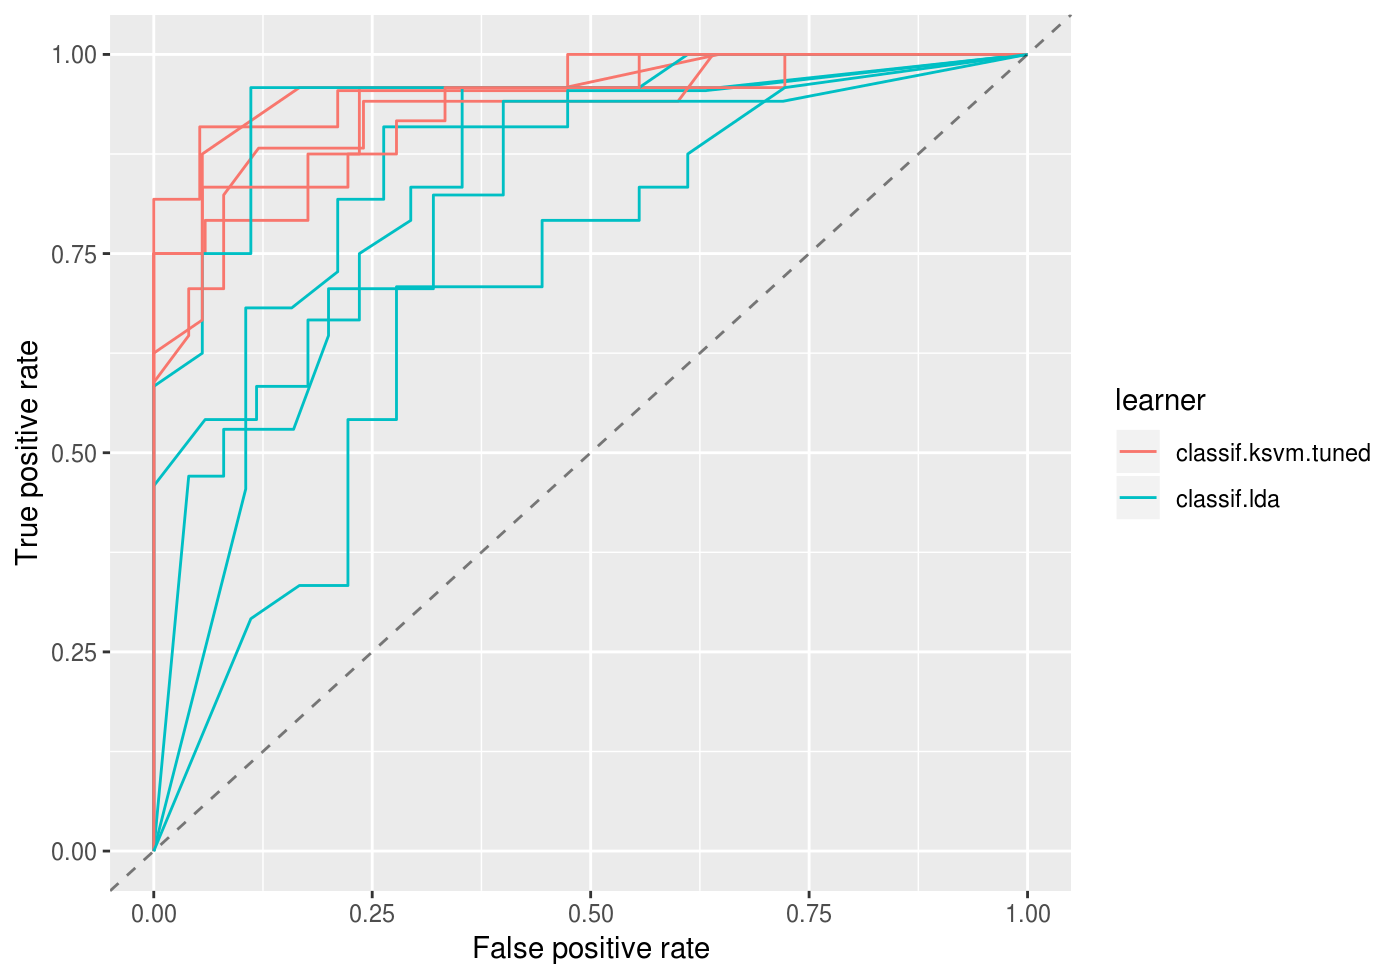 1.00
0.75
0.50
0.25
0.00
True positive rate
0.00 0.25 0.50 0.75 1.00
False positive rate
learner
classif.ksvm.tuned
classif.lda